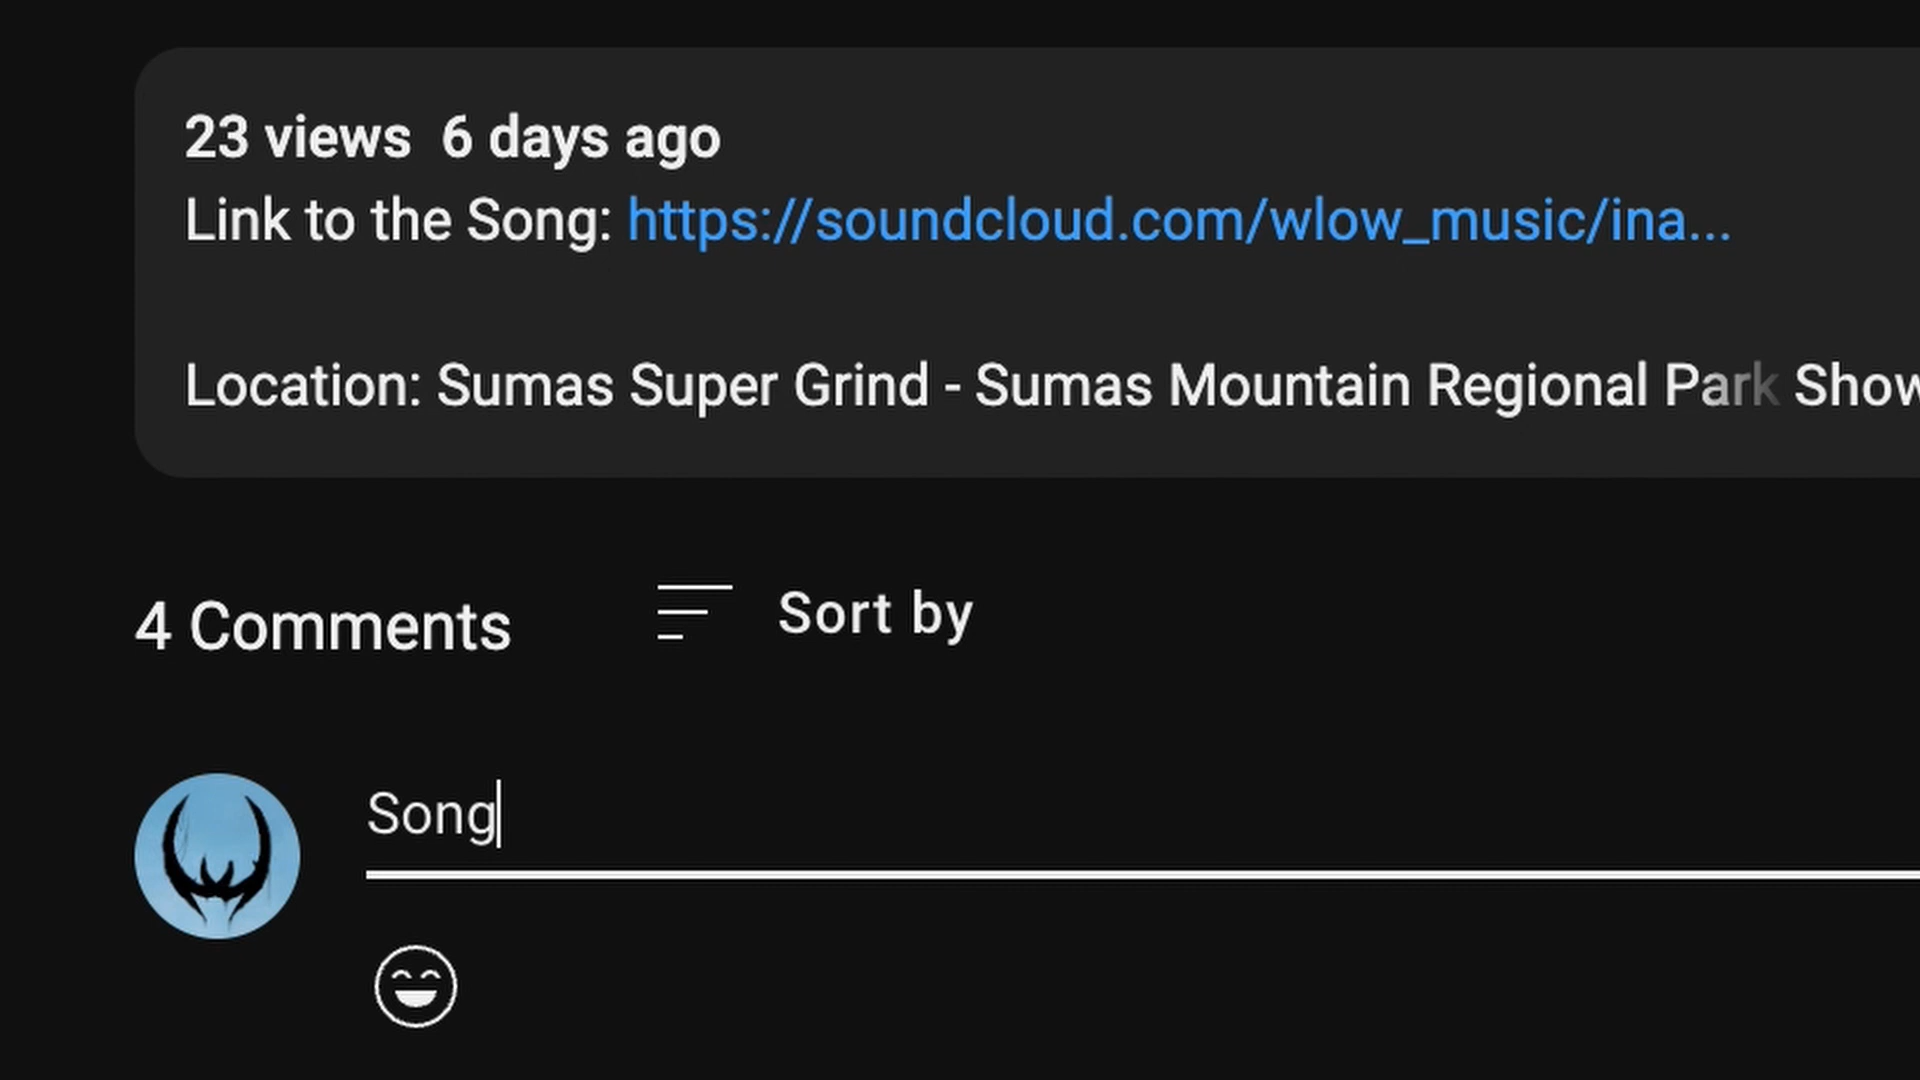 23 views 6 days ago
Link to the Song: https://soundcloud.com/wlow_music/ina...
Location: Sumas Super Grind - Sumas Mountain Regional Park Show
4 Comments
Sort by
Song